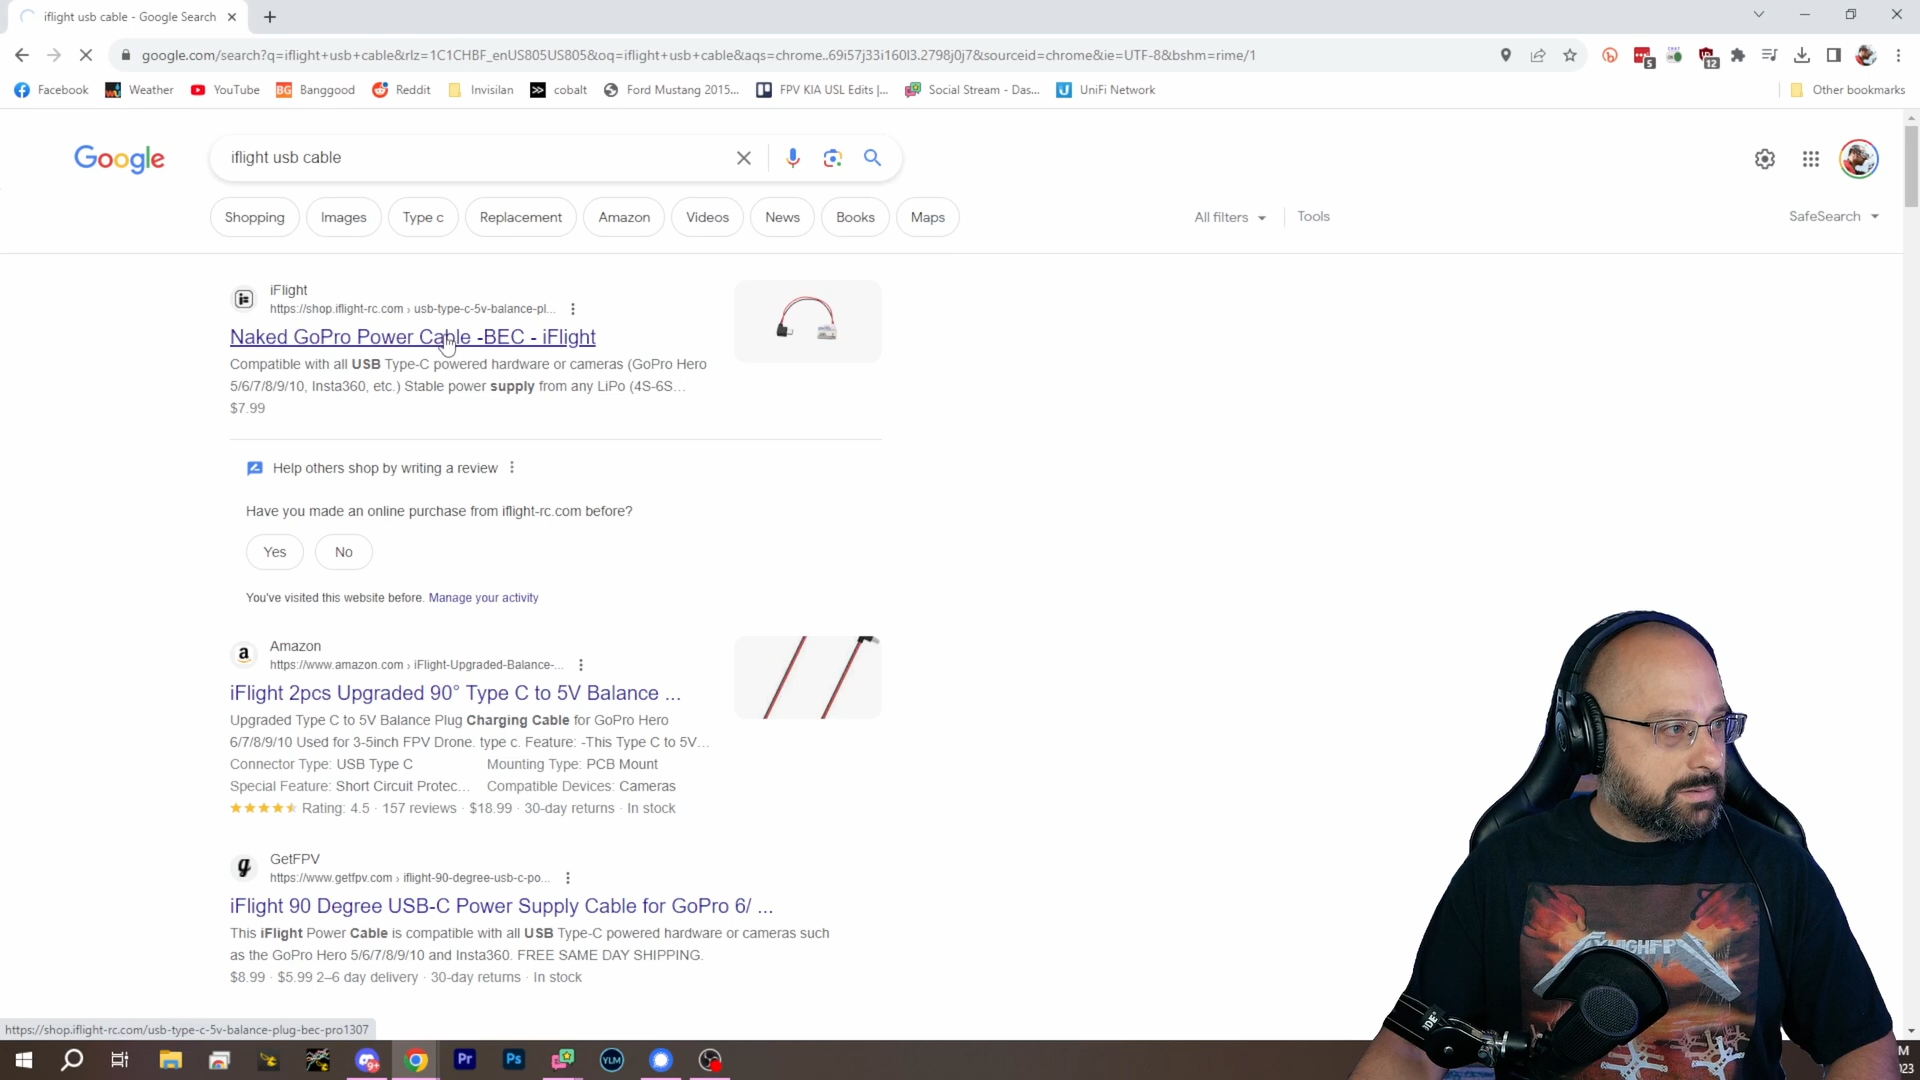 iflight usb cable - Google Search
google.com/search?q=iflight+usb+cable&rlz=1C1CHBF_enUS805US805&oq=iflight+usb+cable&aqs=chrome..69i57j33i160l3.2798j0j7&sourceid=chrome&ie=UTF-8&bshm=rime/1
5
12
Facebook Weather YouTube BG Banggood Reddit Invisilan cobalt Ford Mustang 2015... FPV KIA USL Edits |... Social Stream - Das... UniFi Network Other bookmarks
Google
iflight usb cable
Shopping Images Type c Replacement Amazon Videos News Books Maps All filters Tools SafeSearch
iFlight
https://shop.iflight-rc.com › usb-type-c-5v-balance-pl...
Naked GoPro Power Cable -BEC - iFlight
Compatible with all USB Type-C powered hardware or cameras (GoPro Hero
5/6/7/8/9/10, Insta360, etc.) Stable power supply from any LiPo (4S-6S...
$7.99
Help others shop by writing a review
Have you made an online purchase from iflight-rc.com before?
Yes No
You've visited this website before. Manage your activity
Amazon
https://www.amazon.com › iFlight-Upgraded-Balance-...
iFlight 2pcs Upgraded 90° Type C to 5V Balance ...
Upgraded Type C to 5V Balance Plug Charging Cable for GoPro Hero
6/7/8/9/10 Used for 3-5inch FPV Drone. type c. Feature: -This Type C to 5V...
Connector Type: USB Type C Mounting Type: PCB Mount
Special Feature: Short Circuit Protec... Compatible Devices: Cameras
Rating: 4.5 · 157 reviews · $18.99 · 30-day returns · In stock
GetFPV
https://www.getfpv.com › iflight-90-degree-usb-c-po...
iFlight 90 Degree USB-C Power Supply Cable for GoPro 6/ ...
This iFlight Power Cable is compatible with all USB Type-C powered hardware or cameras such
as the GoPro Hero 5/6/7/8/9/10 and Insta360. FREE SAME DAY SHIPPING.
$8.99 · $5.99 2–6 day delivery · 30-day returns · In stock
https://shop.iflight-rc.com/usb-type-c-5v-balance-plug-bec-pro1307
Pr Ps YLM